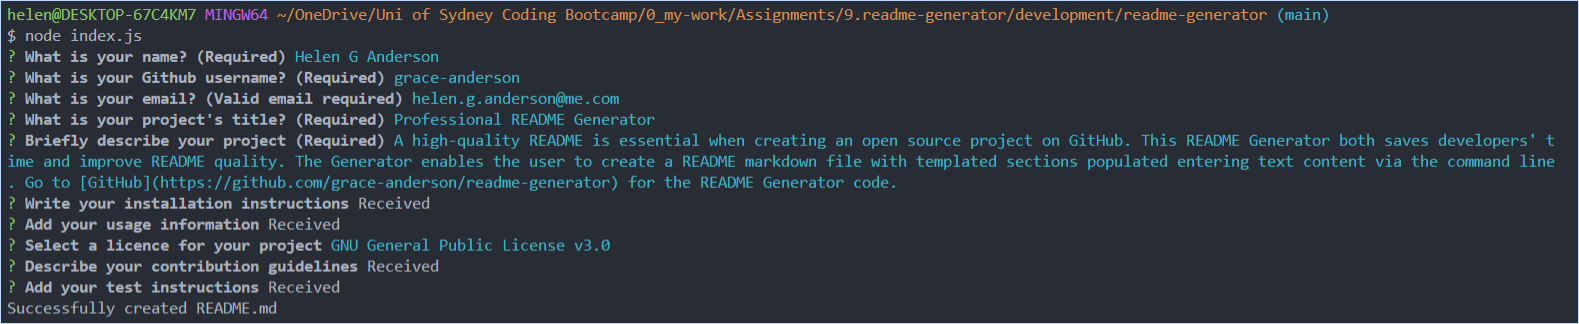 helen@DESKTOP-67C4KM7 MINGW64 ~/OneDrive/Uni of Sydney Coding Bootcamp/0_my-work/Assignments/9.readme-generator/development/readme-generator (main)
$ node index.js
? What is your name? (Required) Helen G Anderson
? What is your Github username? (Required) grace-anderson
? What is your email? (Valid email required) helen.g.anderson@me.com
? What is your project's title? (Required) Professional README Generator
? Briefly describe your project (Required) A high-quality README is essential when creating an open source project on GitHub. This README Generator both saves developers' t
ime and improve README quality. The Generator enables the user to create a README markdown file with templated sections populated entering text content via the command line
. Go to [GitHub](https://github.com/grace-anderson/readme-generator) for the README Generator code.
? Write your installation instructions Received
? Add your usage information Received
? Select a licence for your project GNU General Public License v3.0
? Describe your contribution guidelines Received
? Add your test instructions Received
Successfully created README.md